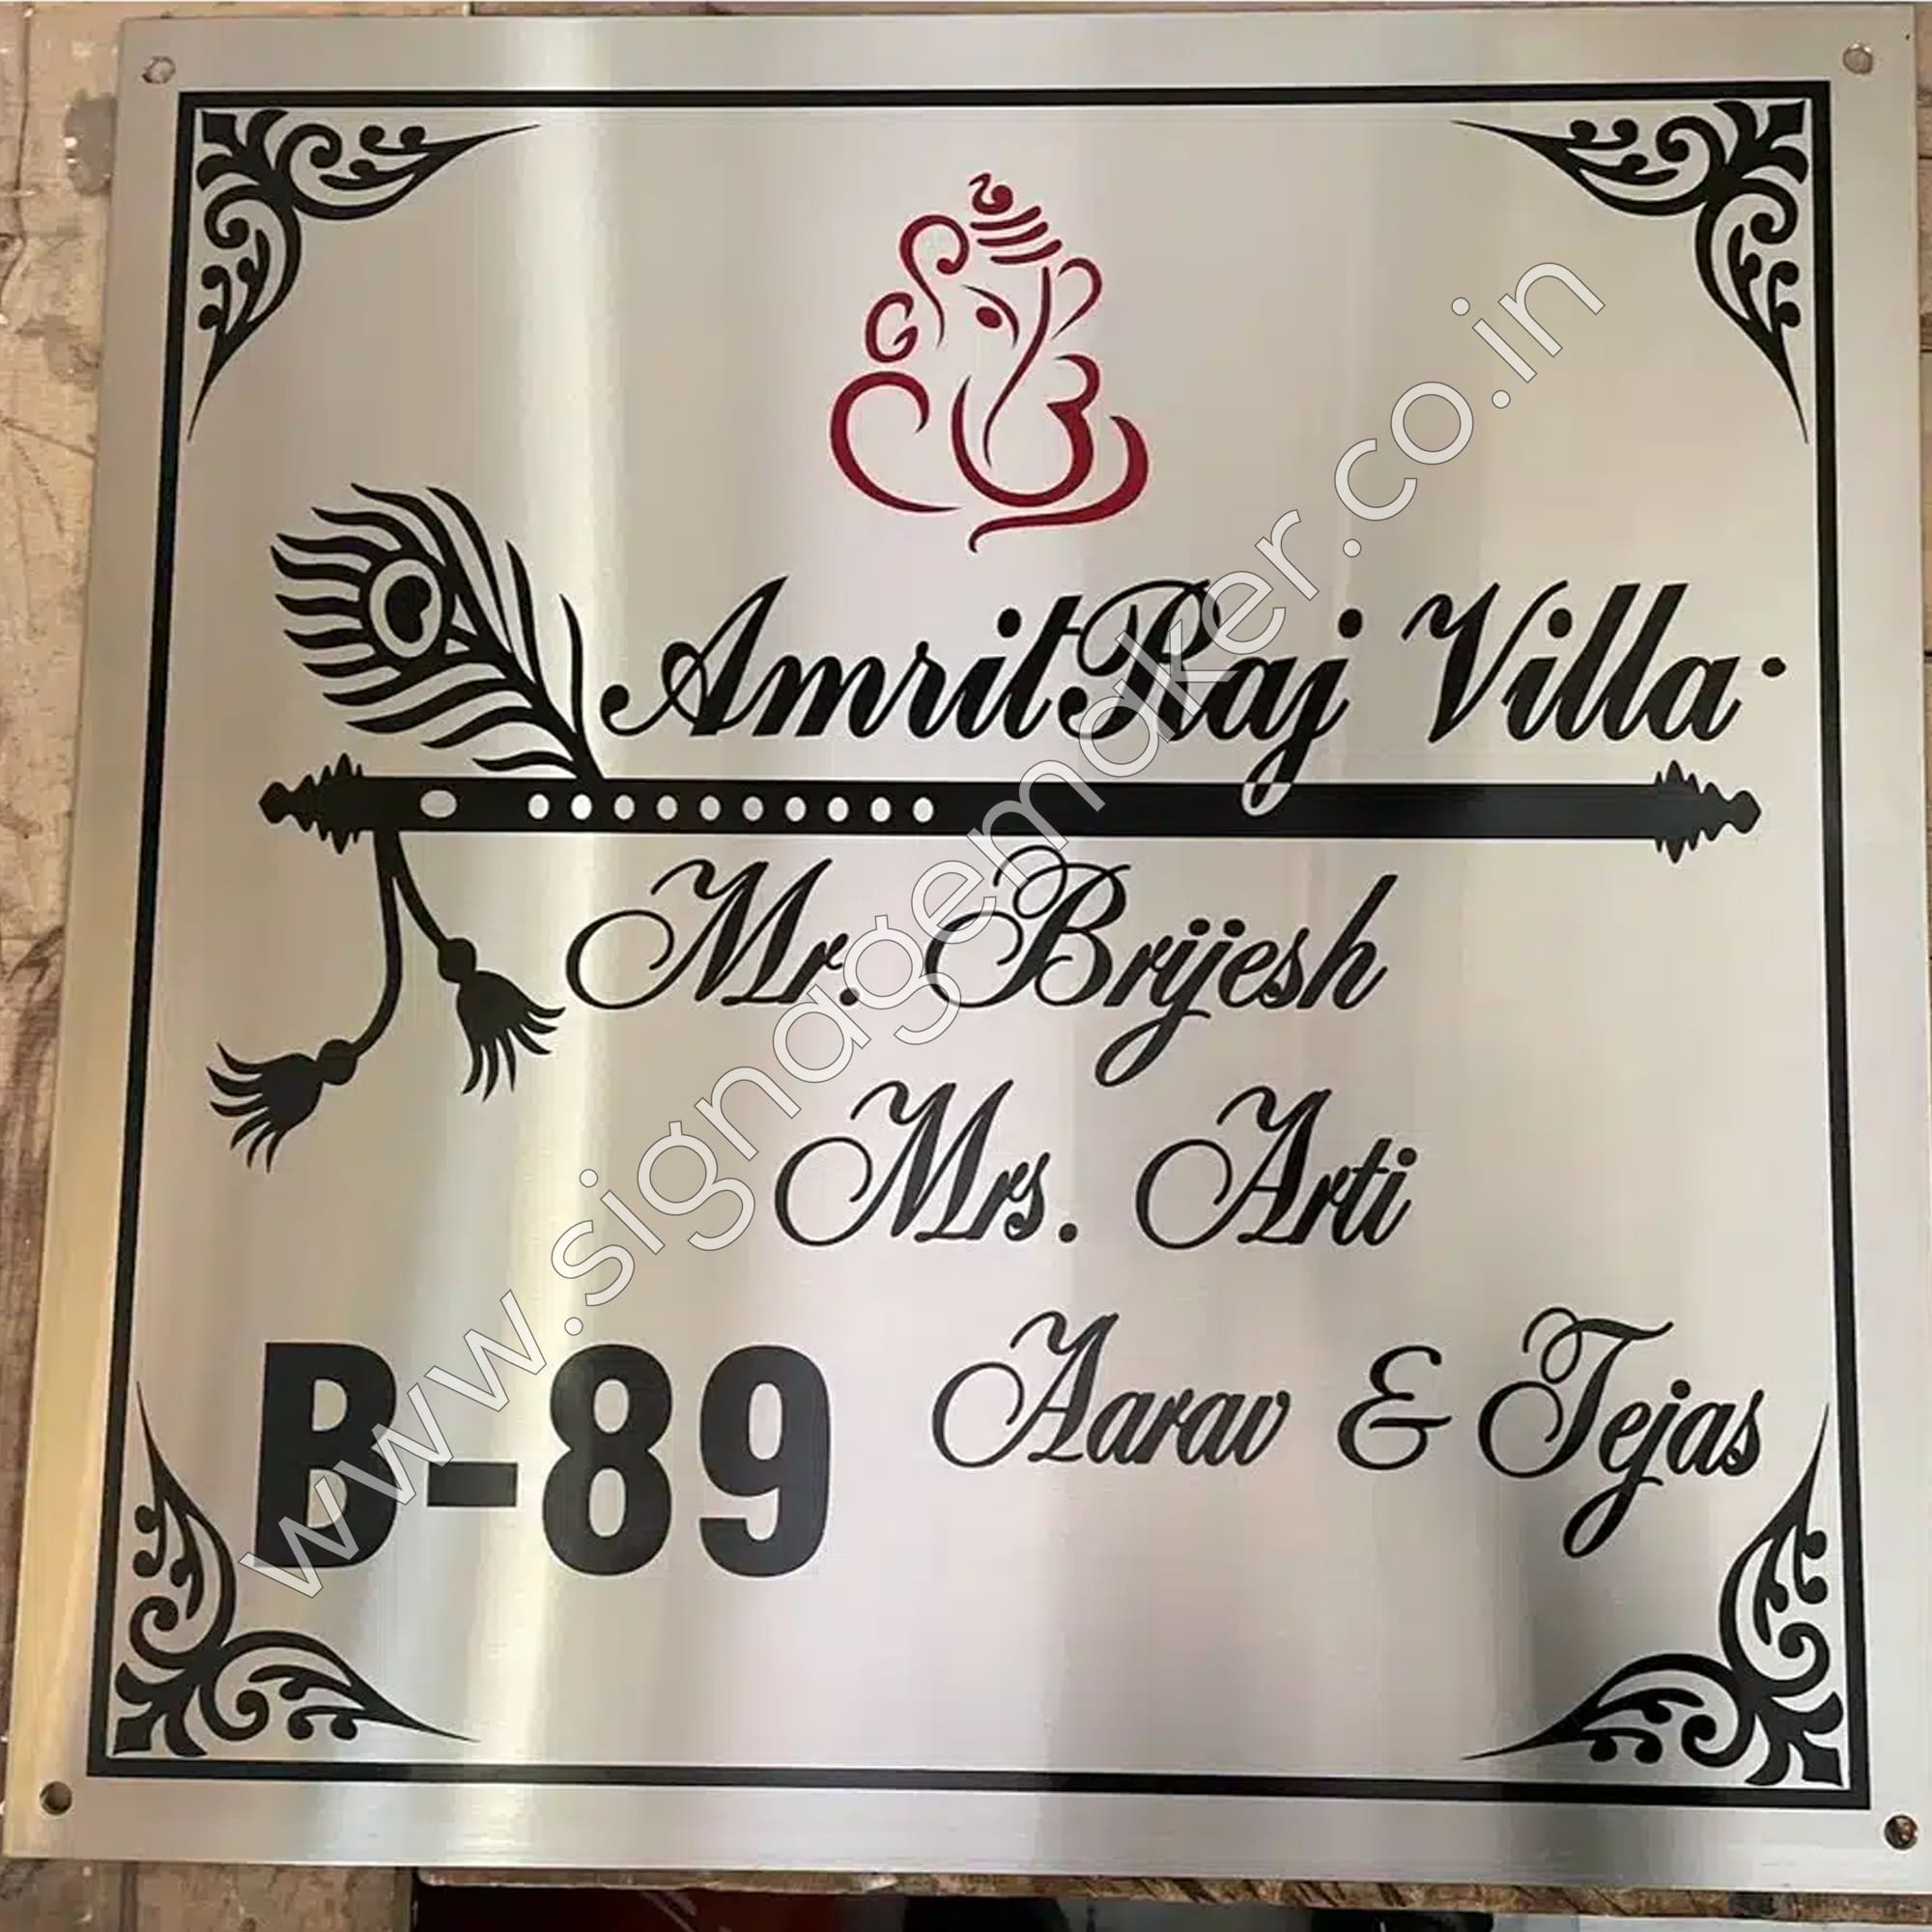 AmritRaj Villa
Mr. Brijesh
Mrs. Arti
Aarav & Tejas
B-89
www.signagemaker.co.in